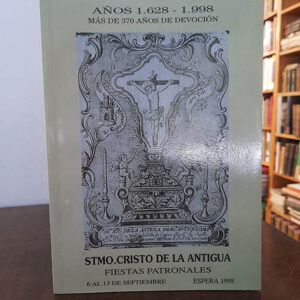 AÑOS 1.628 - 1.998
MÁS DE 370 AÑOS DE DEVOCIÓN
STMO. CRISTO DE LA ANTIGUA
FIESTAS PATRONALES
6 AL 13 DE SEPTIEMBRE ESPERA 1998